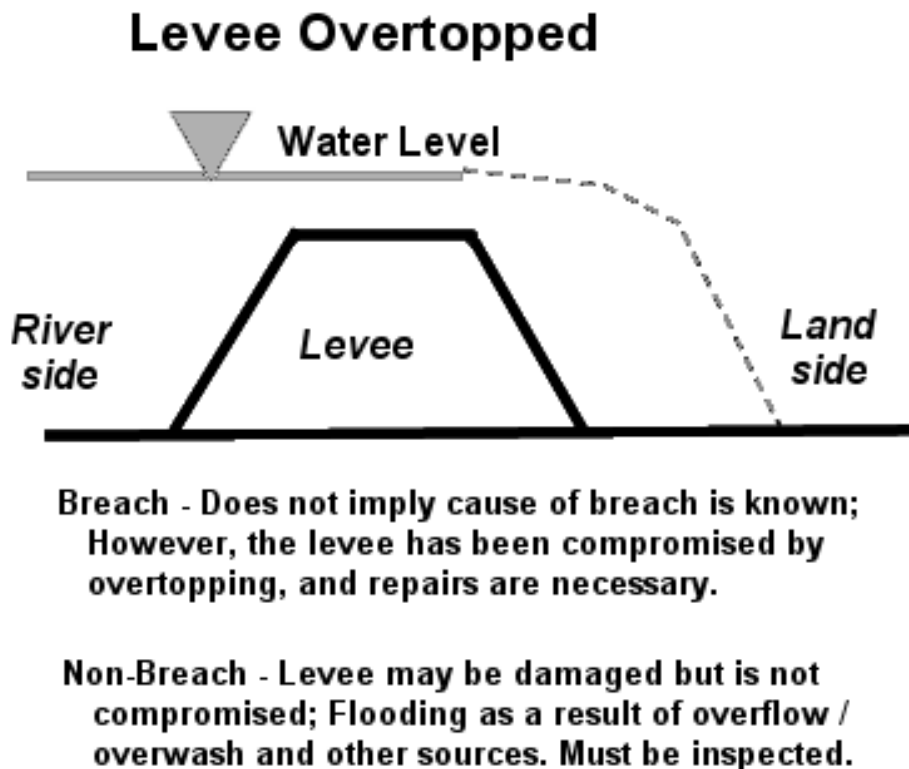 Levee Overtopped
Water Level
River
side
Levee
Land
side
Breach - Does not imply cause of breach is known;
However, the levee has been compromised by
overtopping, and repairs are necessary.
Non-Breach - Levee may be damaged but is not
compromised; Flooding as a result of overflow /
overwash and other sources. Must be inspected.